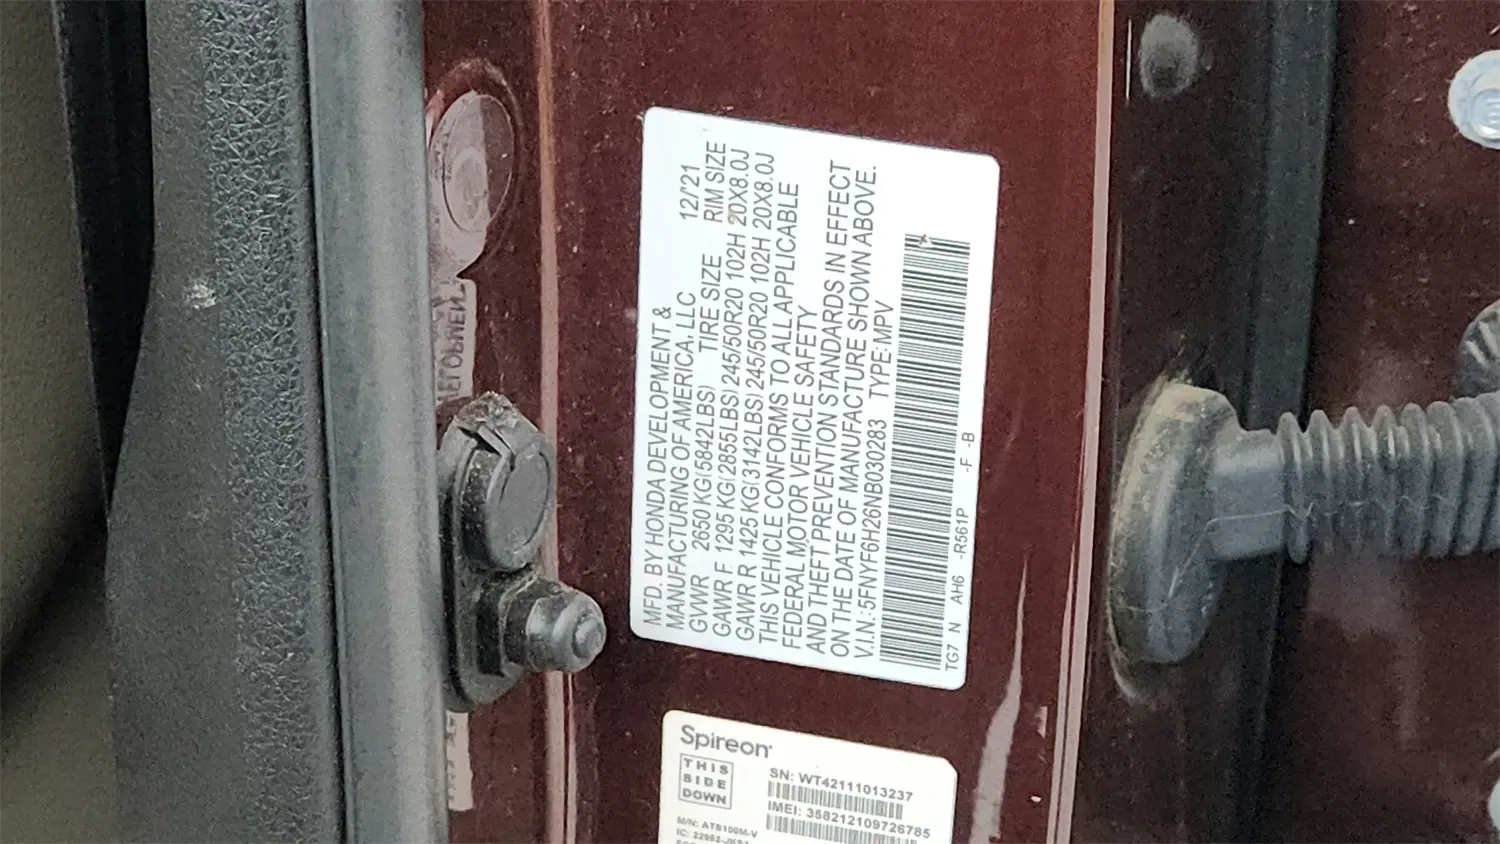 MFD. BY HONDA DEVELOPMENT &
MANUFACTURING OF AMERICA, LLC 12/'21
GVWR 2650 KG(5842LBS) TIRE SIZE RIM SIZE
GAWR F 1295 KG(2855LBS) 245/50R20 102H 20X8.0J
GAWR R 1425 KG(3142LBS) 245/50R20 102H 20X8.0J
THIS VEHICLE CONFORMS TO ALL APPLICABLE
FEDERAL MOTOR VEHICLE SAFETY
AND THEFT PREVENTION STANDARDS IN EFFECT
ON THE DATE OF MANUFACTURE SHOWN ABOVE.
V.I.N.:5FNYF6H26NB030283 TYPE:MPV
TG7 N AH6 -R561P -F -B
Spireon
THIS
SIDE
DOWN
SN: WT42111013237
IMEI: 358212109726785
M/N: ATB100M-V